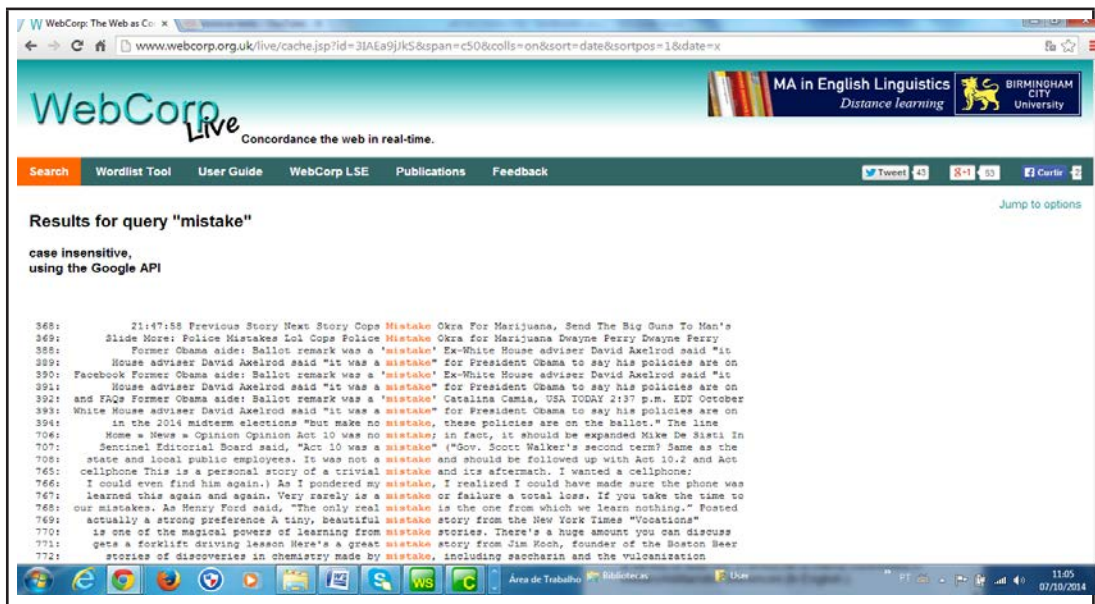 WebCorp: The Web as Co
www.webcorp.org.uk/live/cache.jsp?id=3IAEa9jJkS&span=c50&colls=on&sort=date&sortpos=1&date=x
WebCorp Live
Concordance the web in real-time.
MA in English Linguistics
Distance learning
BIRMINGHAM CITY University
Search Wordlist Tool User Guide WebCorp LSE Publications Feedback Tweet 43 +1 53 Curtir
Jump to options
Results for query "mistake"
case insensitive,
using the Google API
368: 21:47:58 Previous Story Next Story Cops Mistake Okra For Marijuana, Send The Big Guns To Man's
369: Slide More: Police Mistakes Lol Cops Police Mistake Okra for Marijuana Dwayne Perry Dwayne Perry
388: Former Obama aide: Ballot remark was a 'mistake' Ex-White House adviser David Axelrod said "it
389: House adviser David Axelrod said "it was a mistake" for President Obama to say his policies are on
390: Facebook Former Obama aide: Ballot remark was a 'mistake' Ex-White House adviser David Axelrod said "it
391: House adviser David Axelrod said "it was a mistake" for President Obama to say his policies are on
392: and FAQs Former Obama aide: Ballot remark was a 'mistake' Catalina Camia, USA TODAY 2:37 p.m. EDT October
393: White House adviser David Axelrod said "it was a mistake" for President Obama to say his policies are on
394: in the 2014 midterm elections "but make no mistake, these policies are on the ballot." The line
706: Home » News » Opinion Opinion Act 10 was no mistake; in fact, it should be expanded Mike De Sisti In
707: Sentinel Editorial Board said, "Act 10 was a mistake" ("Gov. Scott Walker's second term? Same as the
708: state and local public employees. It was not a mistake and should be followed up with Act 10.2 and Act
765: cellphone This is a personal story of a trivial mistake and its aftermath. I wanted a cellphone;
766: I could even find him again.) As I pondered my mistake, I realized I could have made sure the phone was
767: learned this again and again. Very rarely is a mistake or failure a total loss. If you take the time to
768: our mistakes. As Henry Ford said, "The only real mistake is the one from which we learn nothing." Posted
769: actually a strong preference A tiny, beautiful mistake story from the New York Times "Vocations"
770: is one of the magical powers of learning from mistake stories. There's a huge amount you can discuss
771: gets a forklift driving lesson Here's a great mistake story from Jim Koch, founder of the Boston Beer
772: stories of discoveries in chemistry made by mistake, including saccharin and the vulcanization
WS C Área de Trabalho Bibliotecas User PT 11:05
07/10/2014